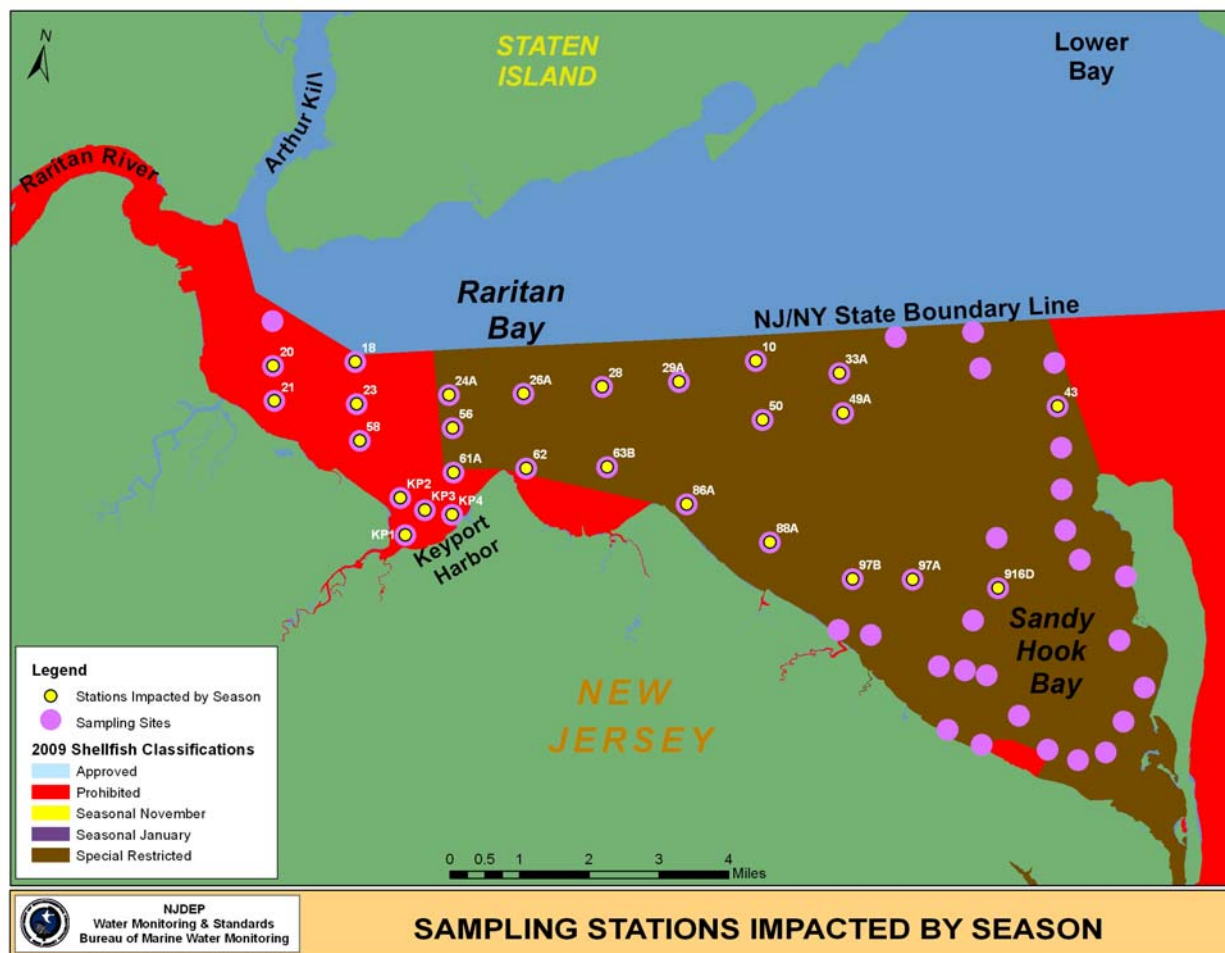 N
STATEN
ISLAND
Lower
Bay
Arthur Kill
Raritan River
Raritan
Bay
NJ/NY State Boundary Line
20
18
21
23
58
24A
26A
28
29A
10
33A
56
50
49A
43
61A
62
63B
KP2
KP3
KP4
KP1
86A
88A
97B
97A
916D
Keyport
Harbor
Sandy
Hook
Bay
NEW
JERSEY
Legend
Stations Impacted by Season
Sampling Sites
2009 Shellfish Classifications
Approved
Prohibited
Seasonal November
Seasonal January
Special Restricted
0 0.5 1 2 3 4
Miles
NJDEP
Water Monitoring & Standards
Bureau of Marine Water Monitoring
SAMPLING STATIONS IMPACTED BY SEASON